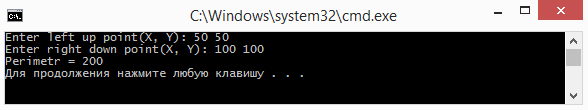 C:\Windows\system32\cmd.exe
Enter left up point(X, Y): 50 50
Enter right down point(X, Y): 100 100
Perimetr = 200
Для продолжения нажмите любую клавишу . . .